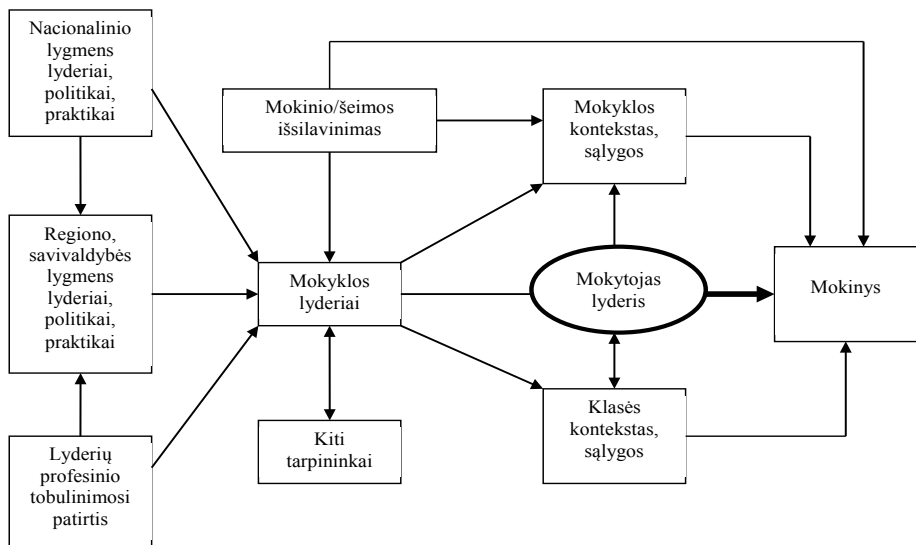 Nacionalinio
lygmens
lyderiai,
politikai,
praktikai
Mokinio/šeimos
išsilavinimas
Mokyklos
kontekstas,
sąlygos
Regiono,
savivaldybės
lygmens
lyderiai,
politikai,
praktikai
Mokyklos
lyderiai
Mokytojas
lyderis
Mokinys
Lyderių
profesinio
tobulinimosi
patirtis
Kiti
tarpininkai
Klasės
kontekstas,
sąlygos